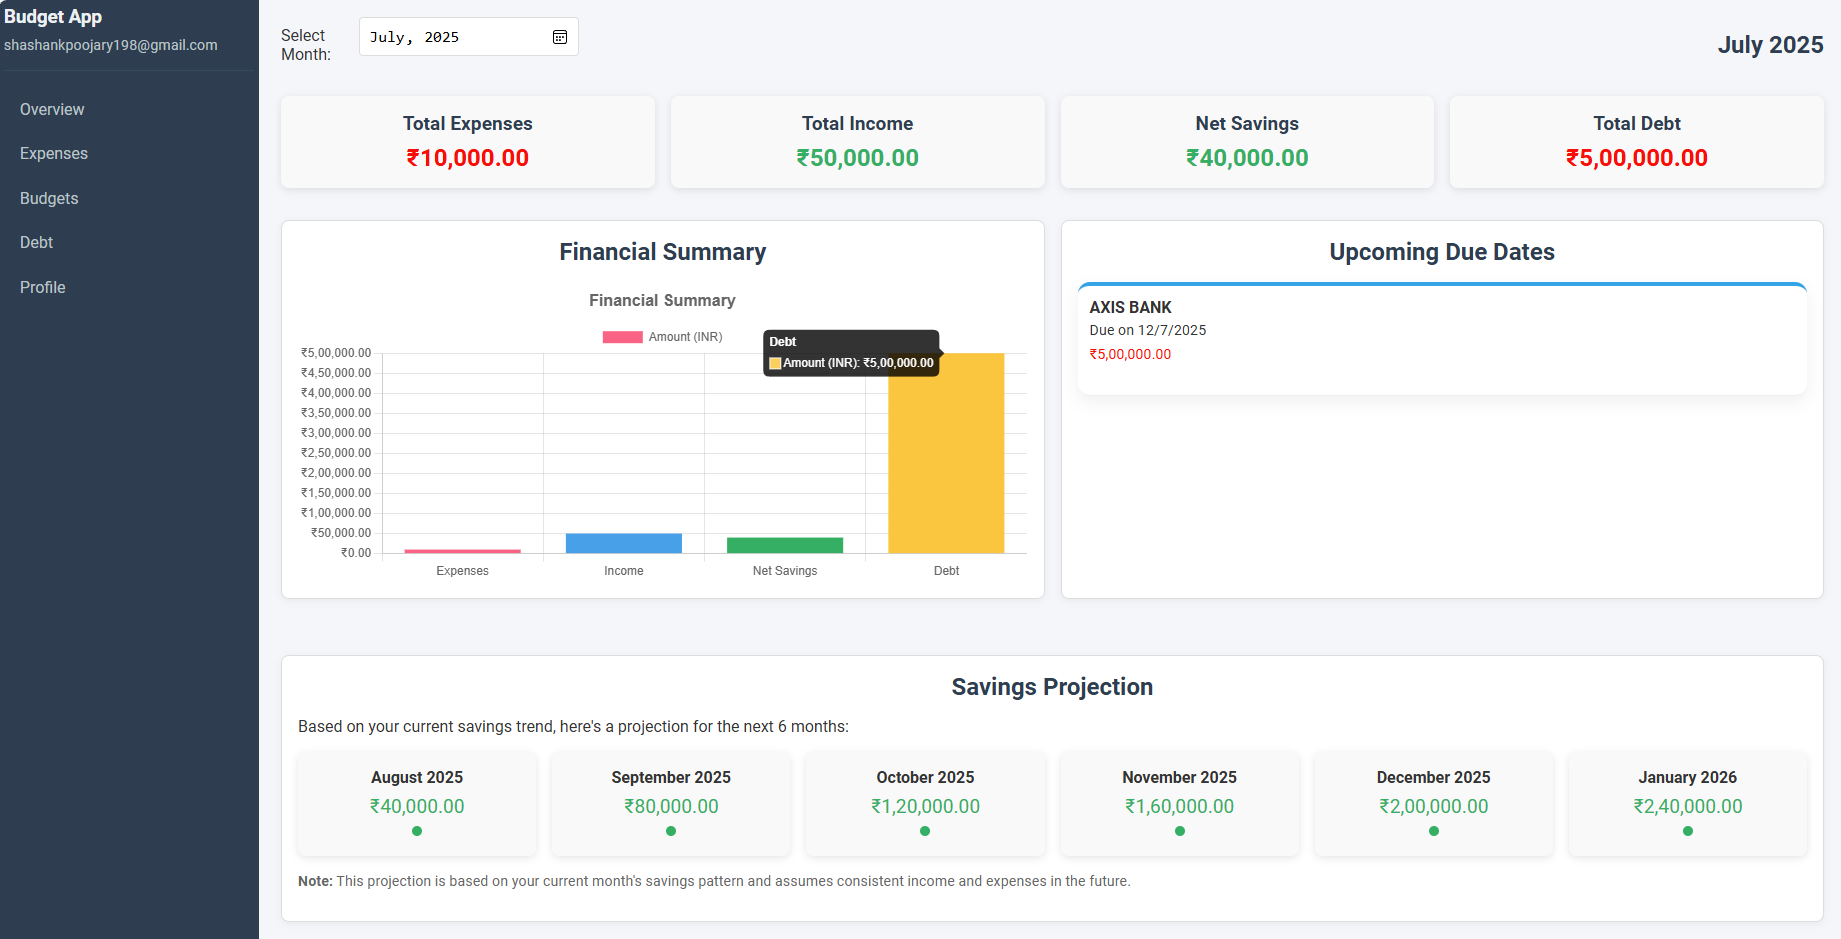 Budget App
shashankpoojary198@gmail.com
Overview
Expenses
Budgets
Debt
Profile
Select
Month:
July, 2025
July 2025
Total Expenses
₹10,000.00
Total Income
₹50,000.00
Net Savings
₹40,000.00
Total Debt
₹5,00,000.00
Financial Summary
Financial Summary
Amount (INR)
Debt
Amount (INR): ₹5,00,000.00
₹5,00,000.00
₹4,50,000.00
₹4,00,000.00
₹3,50,000.00
₹3,00,000.00
₹2,50,000.00
₹2,00,000.00
₹1,50,000.00
₹1,00,000.00
₹50,000.00
₹0.00
Expenses
Income
Net Savings
Debt
Upcoming Due Dates
AXIS BANK
Due on 12/7/2025
₹5,00,000.00
Savings Projection
Based on your current savings trend, here's a projection for the next 6 months:
August 2025
₹40,000.00
September 2025
₹80,000.00
October 2025
₹1,20,000.00
November 2025
₹1,60,000.00
December 2025
₹2,00,000.00
January 2026
₹2,40,000.00
Note: This projection is based on your current month's savings pattern and assumes consistent income and expenses in the future.